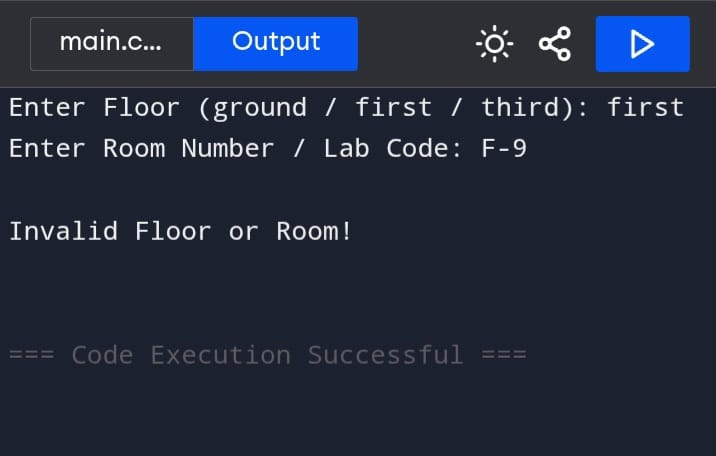 main.c...
Output
Enter Floor (ground / first / third): first
Enter Room Number / Lab Code: F-9
Invalid Floor or Room!
=== Code Execution Successful ===